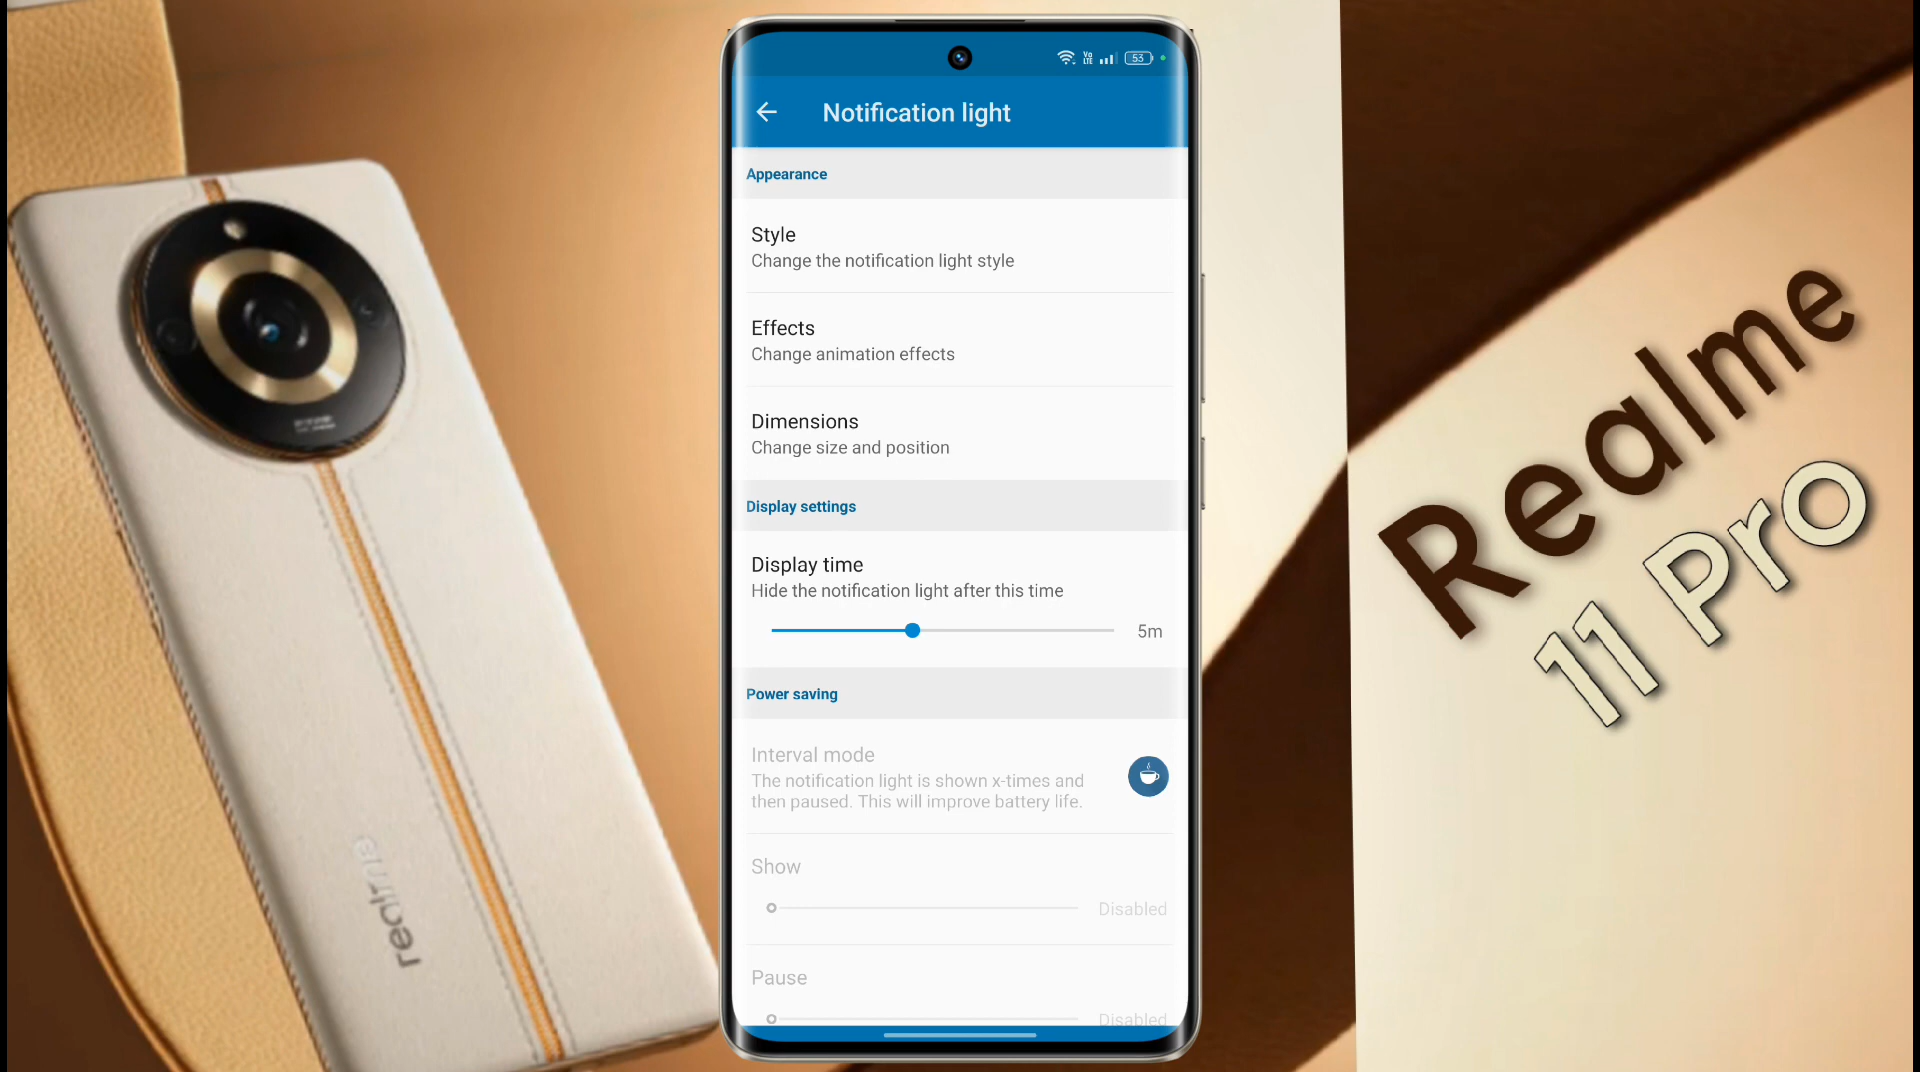 53
Notification light
Appearance
Style
Change the notification light style
Effects
Change animation effects
Dimensions
Change size and position
Display settings
Display time
Hide the notification light after this time
5m
Power saving
Interval mode
The notification light is shown x-times and
then paused. This will improve battery life.
Show
Disabled
Pause
Disabled
realme
Realme
11 Pro